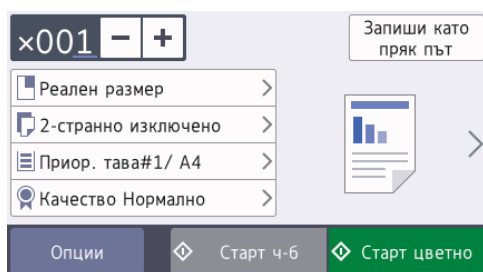 ×001 − +
Запиши като
пряк път
Реален размер
2-странно изключено
Приор. тава#1/ A4
Качество Нормално
Опции
Старт ч-б
Старт цветно